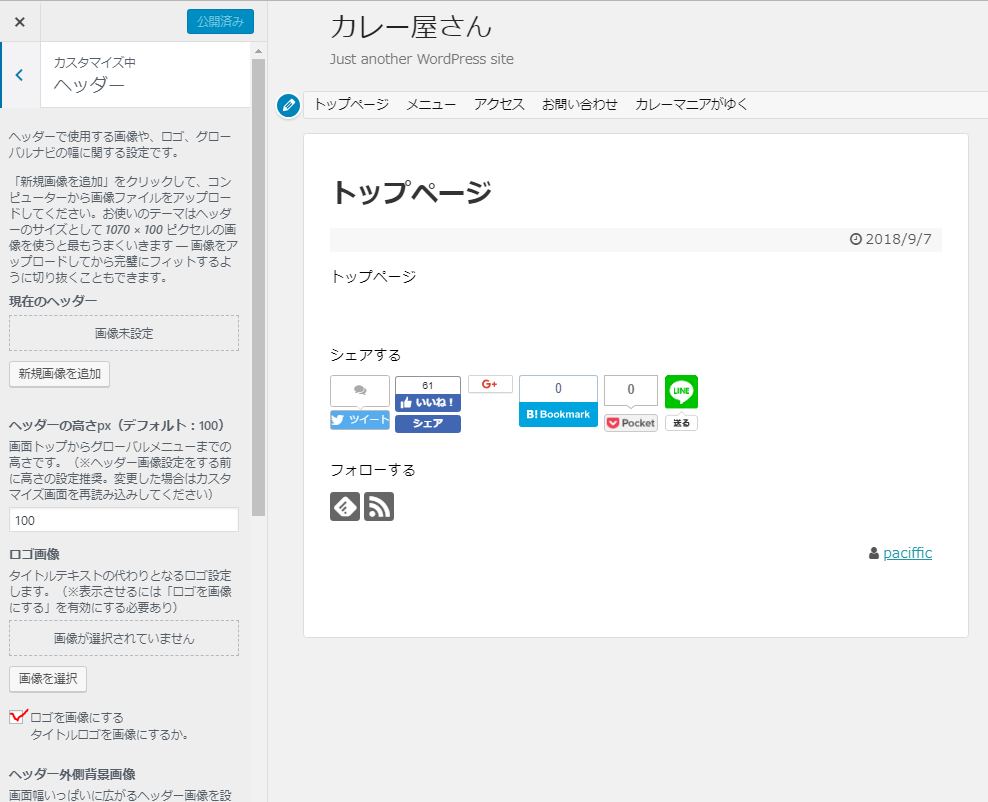 公開済み
カスタマイズ中
ヘッダー
ヘッダーで使用する画像や、ロゴ、グロー
バルナビの幅に関する設定です。
「新規画像を追加」をクリックして、コン
ピューターから画像ファイルをアップロー
ドしてください。お使いのテーマはヘッダ
ーのサイズとして 1070 × 100 ピクセルの画
像を使うと最もうまくいきます — 画像をア
ップロードしてから完璧にフィットするよ
うに切り抜くこともできます。
現在のヘッダー
画像未設定
新規画像を追加
ヘッダーの高さpx（デフォルト：100）
画面トップからグローバルメニューまでの
高さです。（※ヘッダー画像設定をする前
に高さの設定推奨。変更した場合はカスタ
マイズ画面を再読み込みしてください）
100
ロゴ画像
タイトルテキストの代わりとなるロゴ設定
します。（※表示させるには「ロゴを画像
にする」を有効にする必要あり）
画像が選択されていません
画像を選択
ロゴを画像にする
タイトルロゴを画像にするか。
ヘッダー外側背景画像
画面幅いっぱいに広がるヘッダー画像を設
カレー屋さん
Just another WordPress site
トップページ メニュー アクセス お問い合わせ カレーマニアがゆく
トップページ
2018/9/7
トップページ
シェアする
ツイート
61
いいね！
シェア
G+
0
B! Bookmark
0
Pocket
LINE
送る
フォローする
paciffic